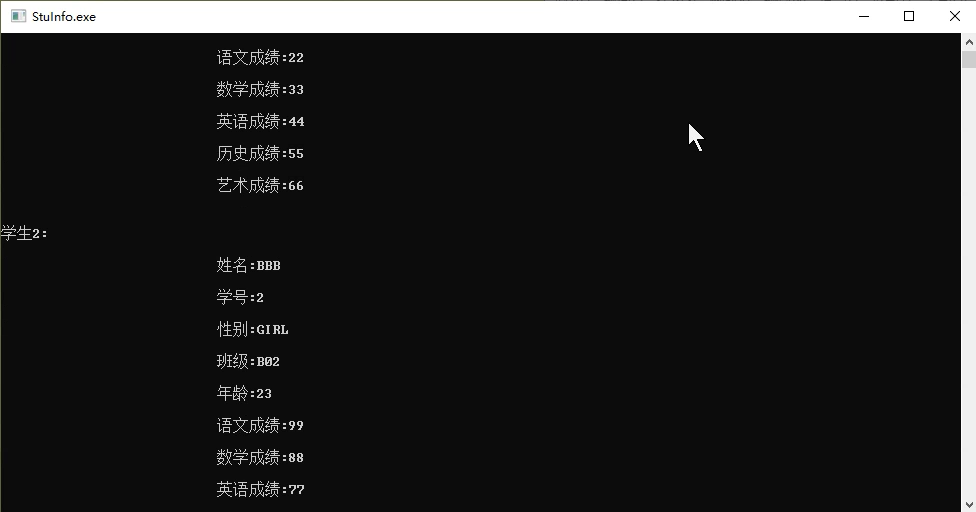 StuInfo.exe
语文成绩:22
数学成绩:33
英语成绩:44
历史成绩:55
艺术成绩:66
学生2:
姓名:BBB
学号:2
性别:GIRL
班级:B02
年龄:23
语文成绩:99
数学成绩:88
英语成绩:77